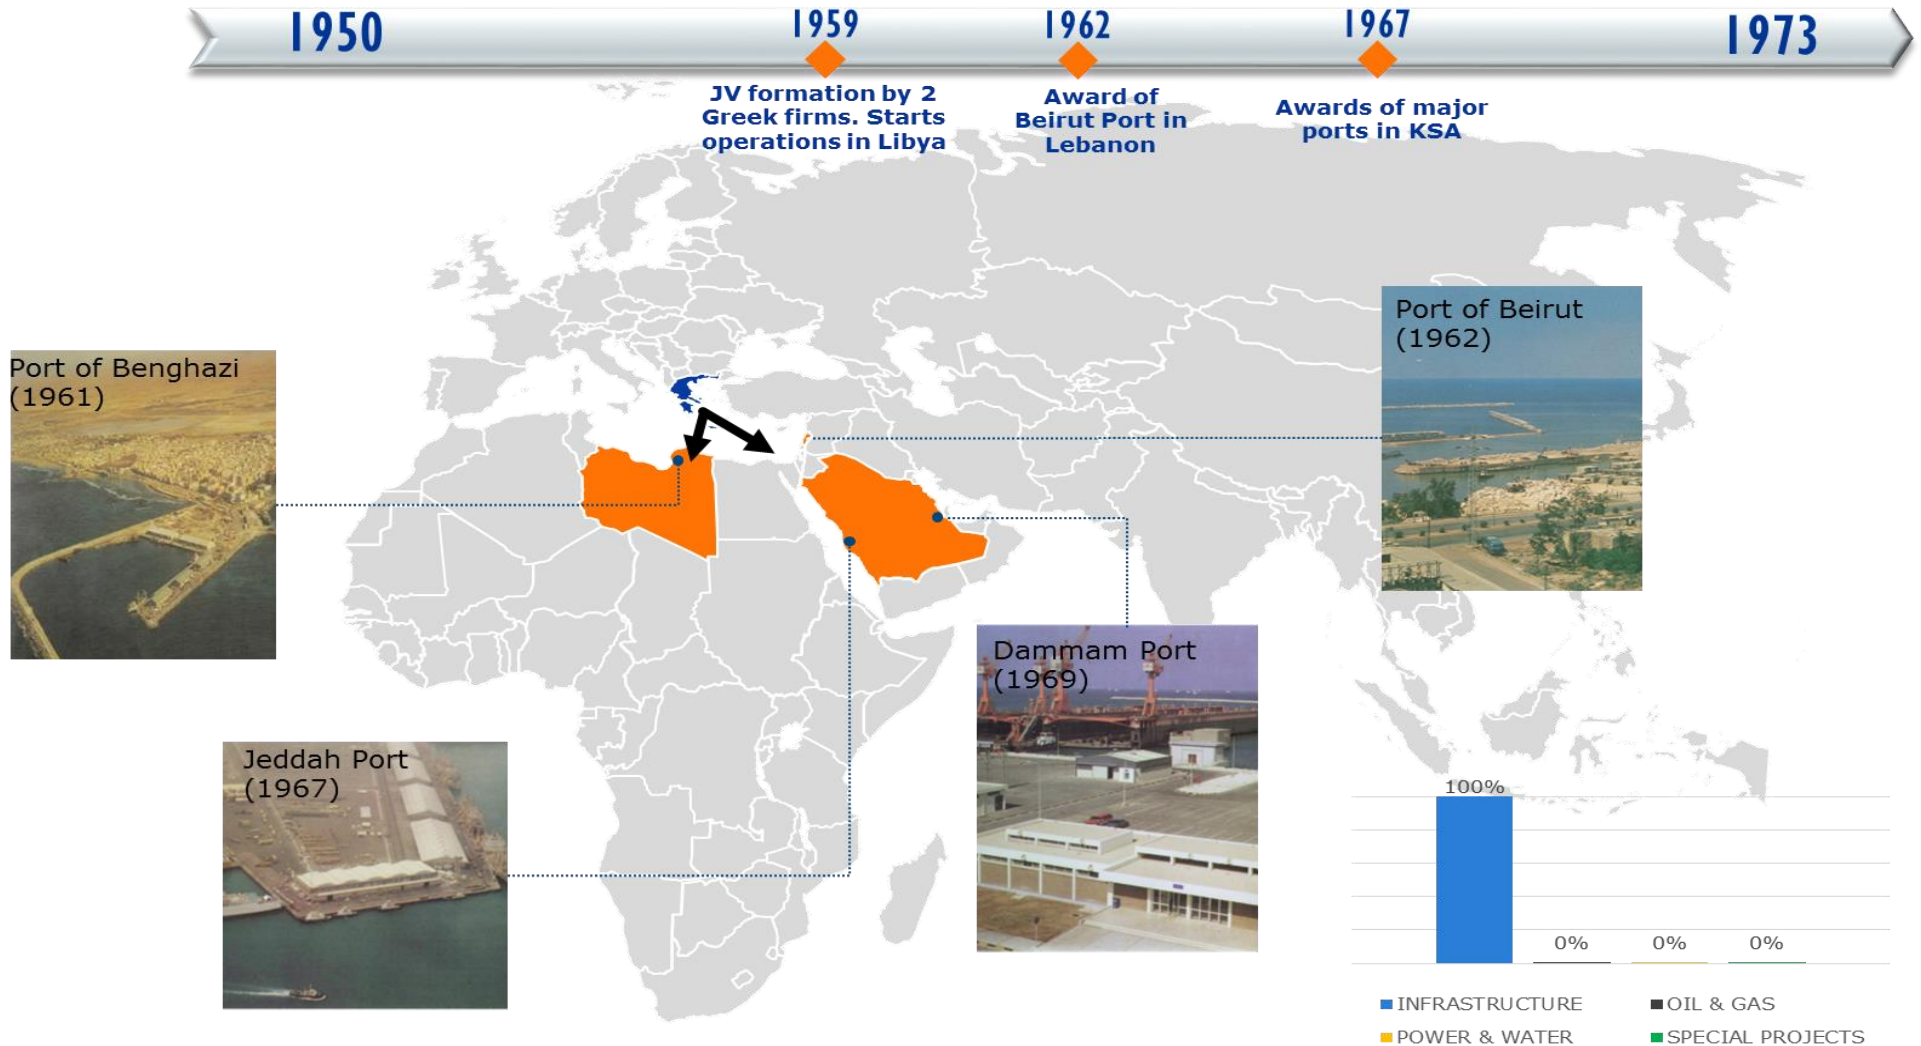 1950
1959
1962
1967
1973
JV formation by 2
Greek firms. Starts
operations in Libya
Award of
Beirut Port in
Lebanon
Awards of major
ports in KSA
Port of Beirut
(1962)
Port of Benghazi
(1961)
Dammam Port
(1969)
Jeddah Port
(1967)
100%
0%
0%
0%
INFRASTRUCTURE
OIL & GAS
POWER & WATER
SPECIAL PROJECTS